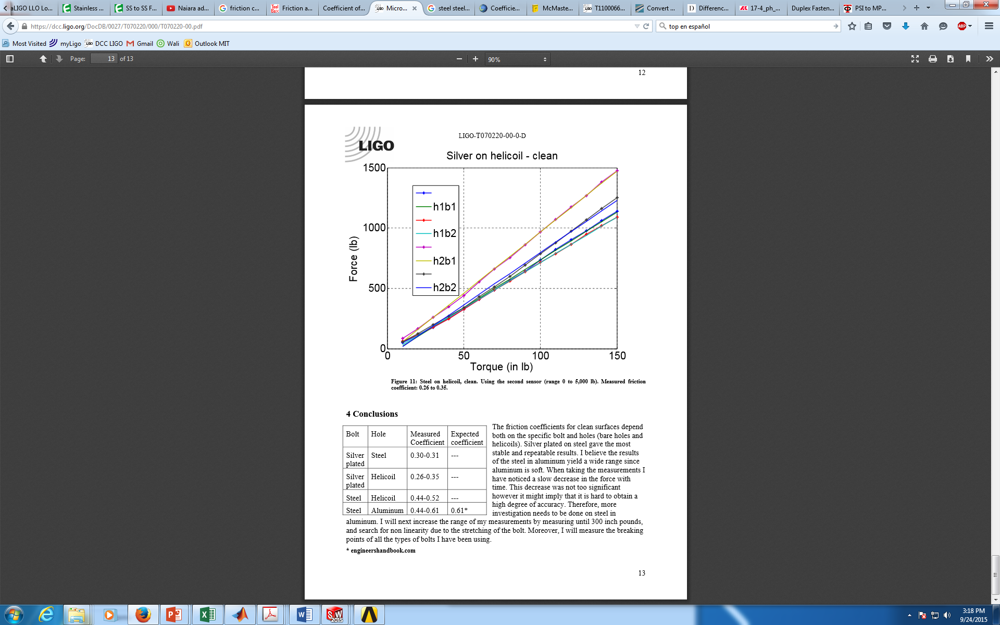 aLIGO LLO Lo...
Stainless ...
SS to SS F...
Naiara ad...
friction c...
Tool Box
Friction a...
Coefficient of...
LIGO
Micro...
steel steel...
Coefficie...
McMaste...
LIGO
T1100066...
Convert ...
D
Differenc...
17-4_ph_...
Duplex Fasten...
PSI to MP...
https://dcc.ligo.org/DocDB/0027/T070220/000/T070220-00.pdf
top en español
ABP
Most Visited
myLigo
LIGO
DCC LIGO
Gmail
Wali
Outlook MIT
Page:
13
of 13
90%
12
LIGO
LIGO-T070220-00-0-D
Silver on helicoil - clean
1500
1000
500
0
Force (lb)
h1b1
h1b2
h2b1
h2b2
0
50
100
150
Torque (in lb)
Figure 11: Steel on helicoil, clean. Using the second sensor (range 0 to 5,000 lb). Measured friction
coefficient: 0.26 to 0.35.
4 Conclusions
Bolt Hole Measured Coefficient Expected coefficient
Silver plated Steel 0.30-0.31 ---
Silver plated Helicoil 0.26-0.35 ---
Steel Helicoil 0.44-0.52 ---
Steel Aluminum 0.44-0.61 0.61*
The friction coefficients for clean surfaces depend
both on the specific bolt and holes (bare holes and
helicoils). Silver plated on steel gave the most
stable and repeatable results. I believe the results
of the steel in aluminum yield a wide range since
aluminum is soft. When taking the measurements I
have noticed a slow decrease in the force with
time. This decrease was not too significant
however it might imply that it is hard to obtain a
high degree of accuracy. Therefore, more
investigation needs to be done on steel in
aluminum. I will next increase the range of my measurements by measuring until 300 inch pounds,
and search for non linearity due to the stretching of the bolt. Moreover, I will measure the breaking
points of all the types of bolts I have been using.
* engineershandbook.com
13
SW
2015
3:18 PM
9/24/2015